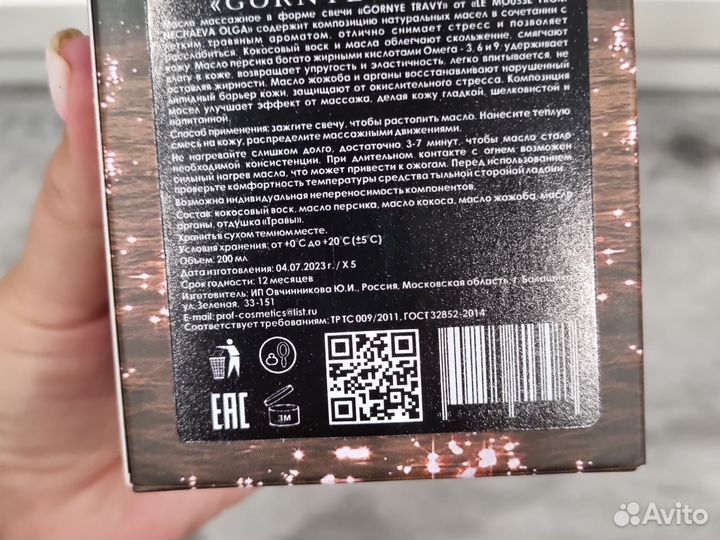 «GORNYE
Масло массажное в форме свечи «GORNYE TRAVY» от «LE MOUSSE
NECHAEVA OLGA» содержит композицию натуральных масел в сочетании с
легким травяным ароматом, отлично снимает стресс и позволяет
расслабиться. Кокосовый воск и масла облегчают скольжение, смягчают
кожу. Масло персика богато жирными кислотами Омега - 3, 6 и 9, удерживает
влагу в коже, возвращает упругость и эластичность, легко впитывается, не
оставляя жирности. Масло жожоба и арганы восстанавливают нарушенный
липидный барьер кожи, защищают от окислительного стресса. Композиция
масел улучшает эффект от массажа, делая кожу гладкой, шелковистой и
напитанной.
Способ применения: зажгите свечу, чтобы растопить масло. Нанесите теплую
смесь на кожу, распределите массажными движениями.
Не нагревайте слишком долго, достаточно 3-7 минут, чтобы масло стало
необходимой консистенции. При длительном контакте с огнем возможен
сильный нагрев масла, что может привести к ожогам. Перед использованием
проверьте комфортность температуры средства тыльной стороной ладони.
Возможна индивидуальная непереносимость компонентов.
Состав: кокосовый воск, масло персика, масло кокоса, масло жожоба, масло
арганы, отдушка «Травы».
Хранить в сухом темном месте.
Условия хранения: от +0°С до +20°С (±5°С)
Объем: 200 мл
Дата изготовления: 04.07.2023 г. / X 5
Срок годности: 12 месяцев
Изготовитель: ИП Овчинникова Ю.И., Россия, Московская область, г. Балашиха,
ул. Зеленая, 33-151
E-mail: prof-cosmetics@list.ru
Соответствует требованиям: ТР ТС 009/2011, ГОСТ 32852-2014
EAC
3M
Avito